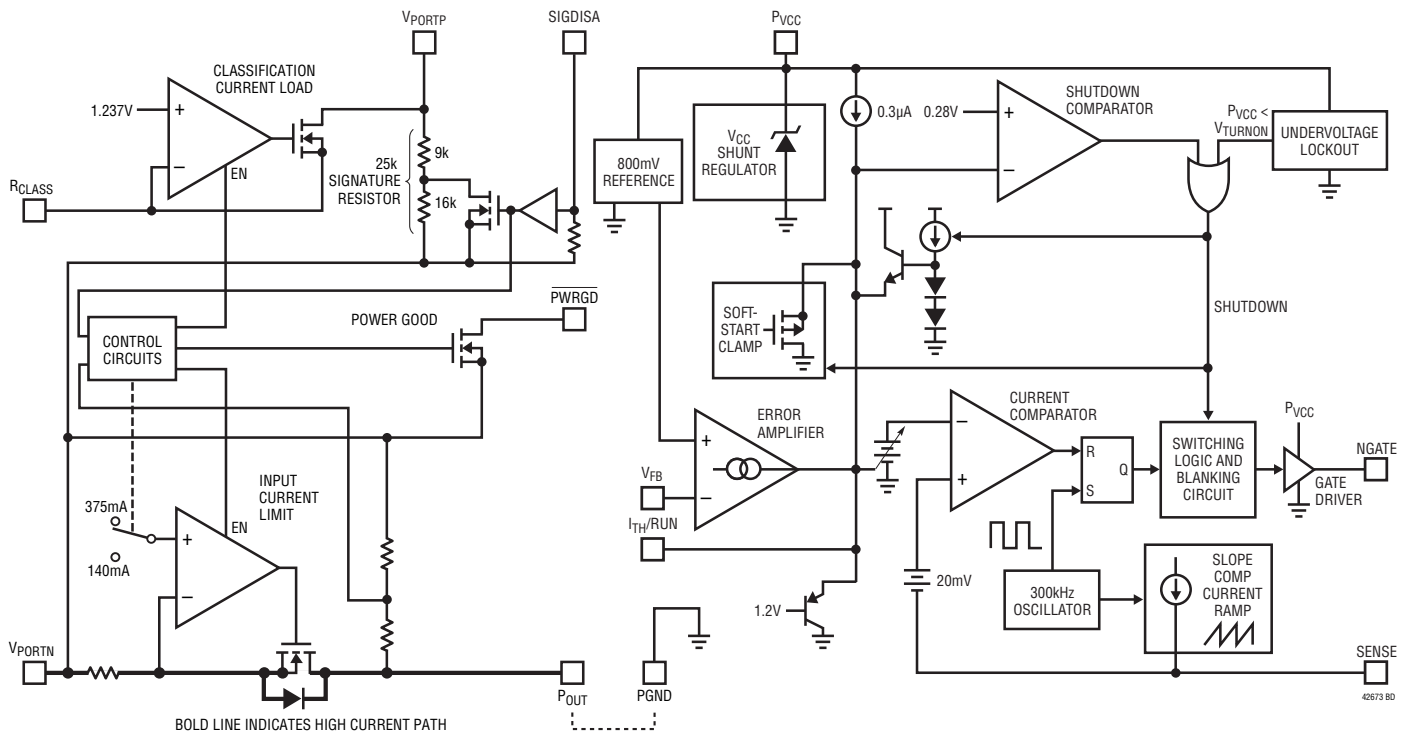 VPORTP
SIGDISA
PVCC
CLASSIFICATION
CURRENT LOAD
1.237V
+
–
EN
RCLASS
25k
SIGNATURE
RESISTOR
9k
16k
800mV
REFERENCE
VCC
SHUNT
REGULATOR
0.3µA
0.28V
+
–
SHUTDOWN
COMPARATOR
PVCC <
VTURNON
UNDERVOLTAGE
LOCKOUT
PWRGD
POWER GOOD
CONTROL
CIRCUITS
SOFT-
START
CLAMP
SHUTDOWN
INPUT
CURRENT
LIMIT
375mA
140mA
+
–
EN
ERROR
AMPLIFIER
+
–
VFB
ITH/RUN
CURRENT
COMPARATOR
–
+
R
S
Q
SWITCHING
LOGIC AND
BLANKING
CIRCUIT
PVCC
NGATE
GATE
DRIVER
20mV
300kHz
OSCILLATOR
SLOPE
COMP
CURRENT
RAMP
1.2V
VPORTN
POUT
PGND
SENSE
BOLD LINE INDICATES HIGH CURRENT PATH
42673 BD